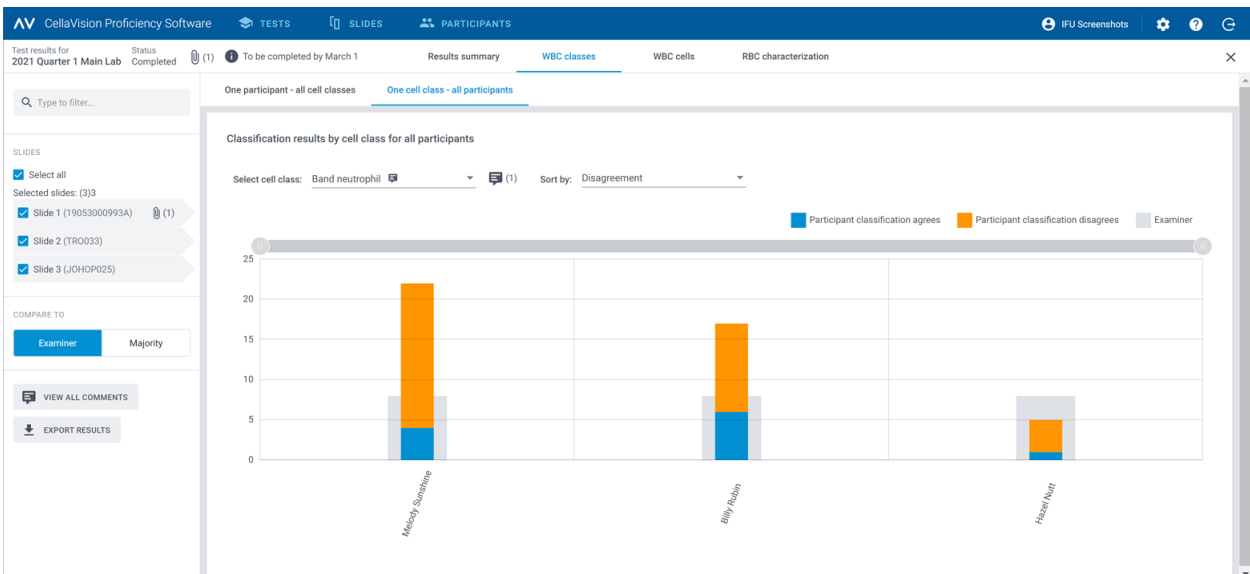 CellaVision Proficiency Software TESTS SLIDES PARTICIPANTS IFU Screenshots
Test results for
2021 Quarter 1 Main Lab
Status
Completed
(1) To be completed by March 1
Results summary WBC classes WBC cells RBC characterization
Type to filter...
SLIDES
Select all
Selected slides: (3)3
Slide 1 (19053000993A) (1)
Slide 2 (TRO033)
Slide 3 (JOHOP025)
COMPARE TO
Examiner Majority
VIEW ALL COMMENTS
EXPORT RESULTS
One participant - all cell classes One cell class - all participants
Classification results by cell class for all participants
Select cell class: Band neutrophil (1) Sort by: Disagreement
Participant classification agrees Participant classification disagrees Examiner
25
20
15
10
5
0
Melody Sunshine
Billy Rubin
Hazel Nutt